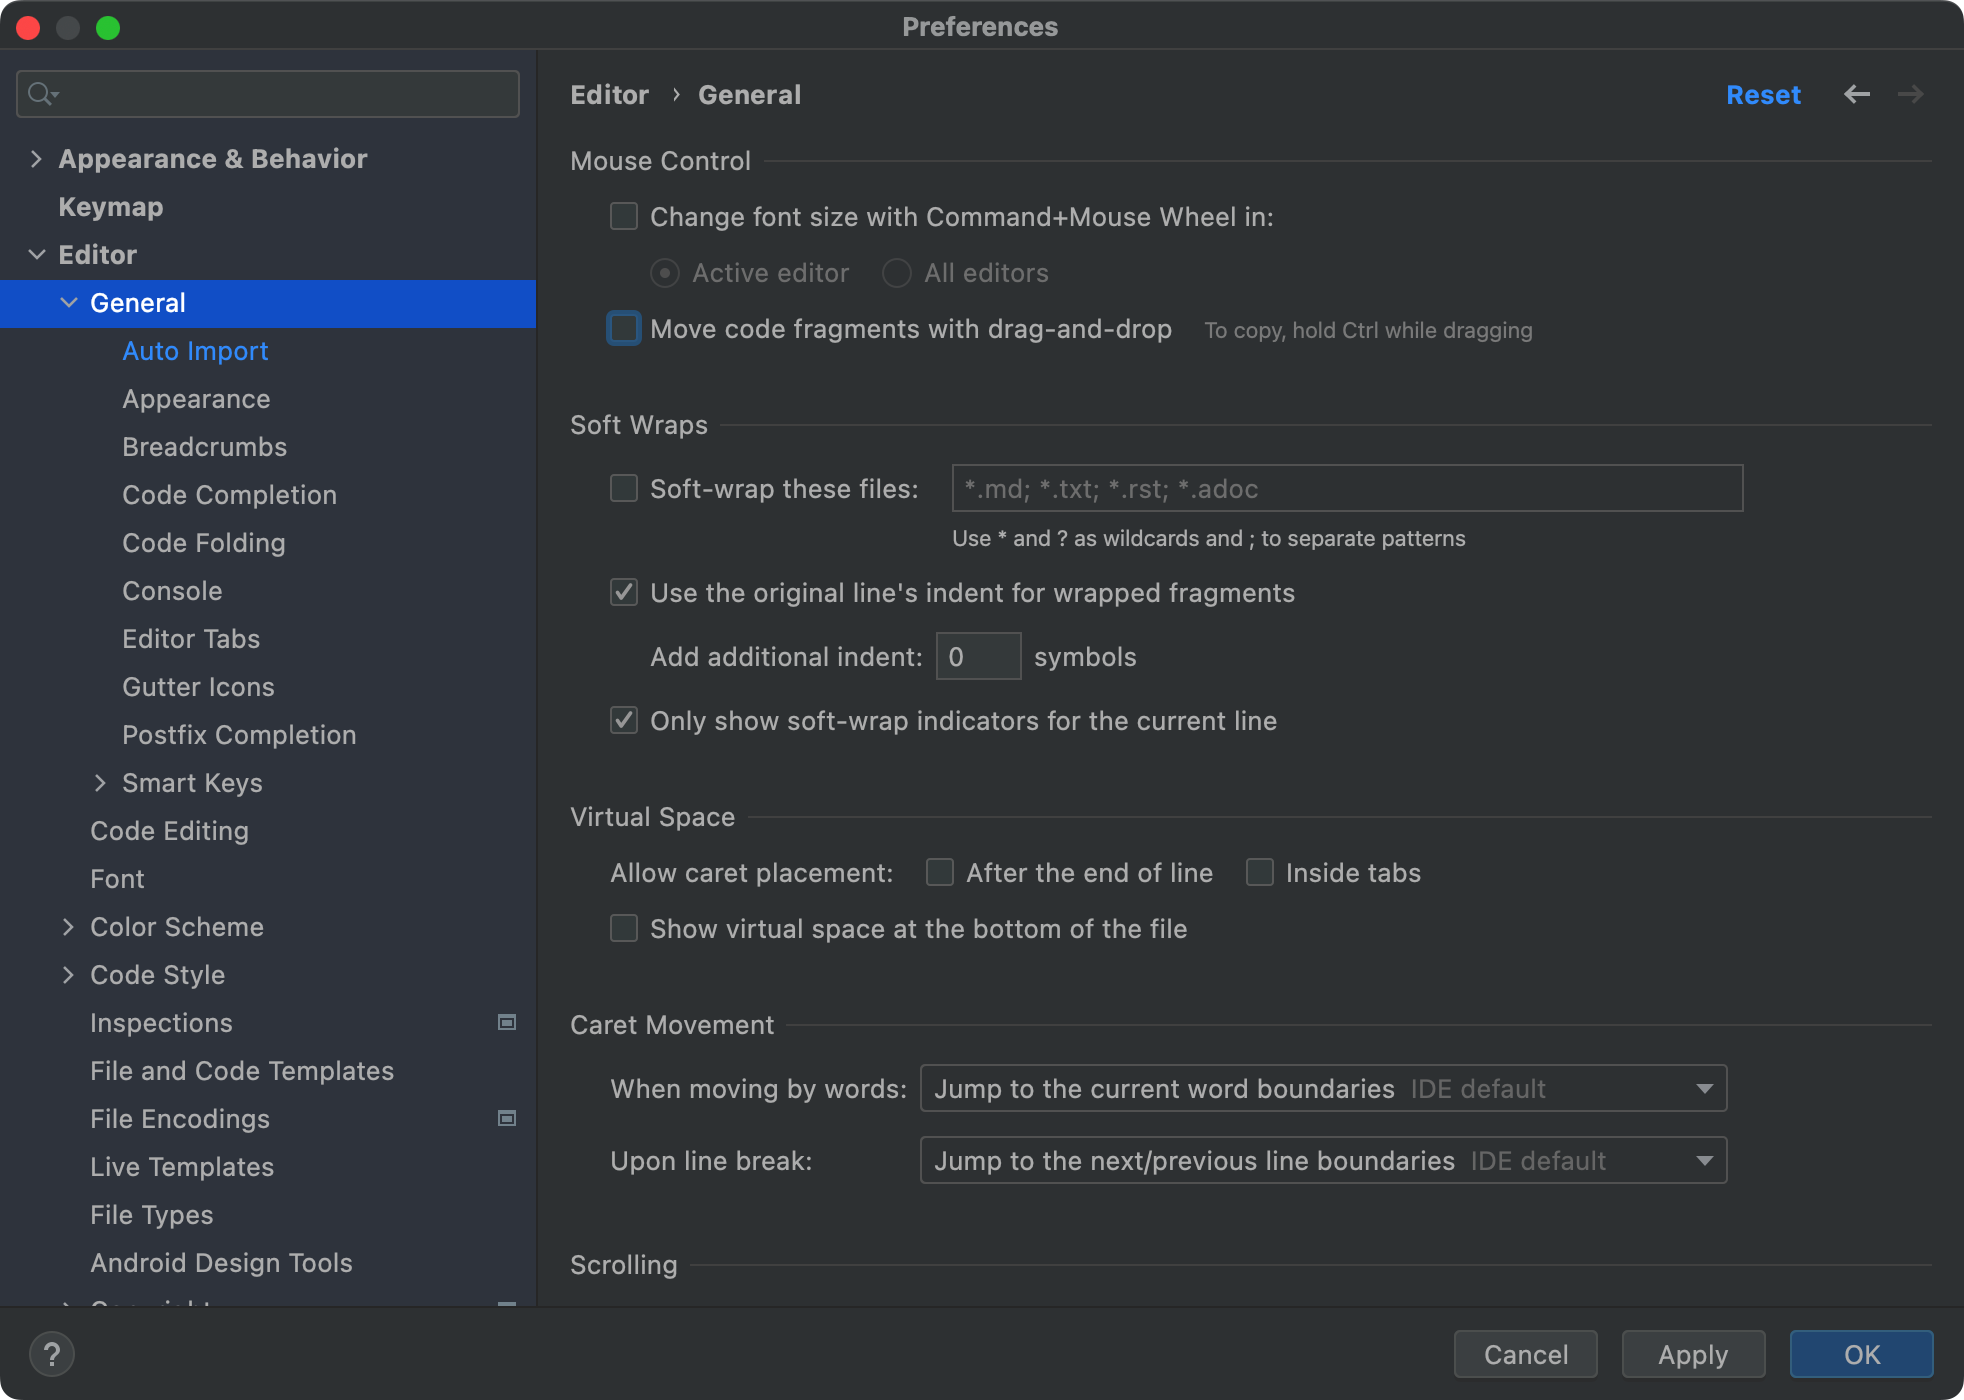 Preferences
Appearance & Behavior
Keymap
Editor
General
Auto Import
Appearance
Breadcrumbs
Code Completion
Code Folding
Console
Editor Tabs
Gutter Icons
Postfix Completion
Smart Keys
Code Editing
Font
Color Scheme
Code Style
Inspections
File and Code Templates
File Encodings
Live Templates
File Types
Android Design Tools
Copyright
Editor › General
Reset
Mouse Control
Change font size with Command+Mouse Wheel in:
Active editor All editors
Move code fragments with drag-and-drop To copy, hold Ctrl while dragging
Soft Wraps
Soft-wrap these files: *.md; *.txt; *.rst; *.adoc
Use * and ? as wildcards and ; to separate patterns
Use the original line's indent for wrapped fragments
Add additional indent: 0 symbols
Only show soft-wrap indicators for the current line
Virtual Space
Allow caret placement: After the end of line Inside tabs
Show virtual space at the bottom of the file
Caret Movement
When moving by words: Jump to the current word boundaries IDE default
Upon line break: Jump to the next/previous line boundaries IDE default
Scrolling
?
Cancel Apply OK